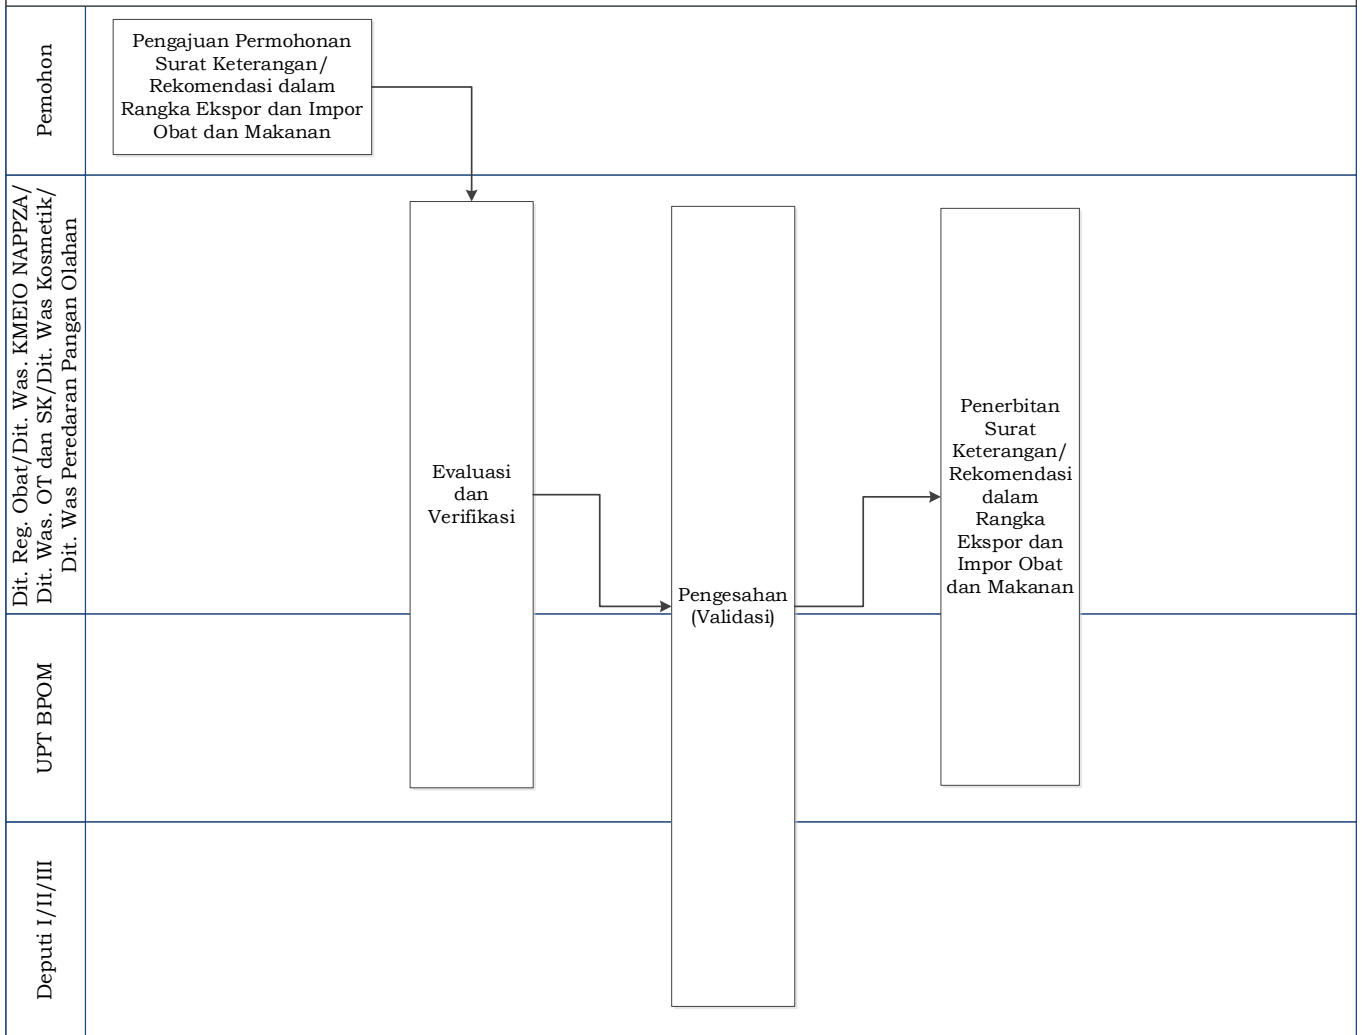 Pemohon
Pengajuan Permohonan
Surat Keterangan/
Rekomendasi dalam
Rangka Ekspor dan Impor
Obat dan Makanan
Dit. Reg. Obat/Dit. Was. KMEIO NAPPZA/
Dit. Was. OT dan SK/Dit. Was Kosmetik/
Dit. Was Peredaran Pangan Olahan
Evaluasi
dan
Verifikasi
Pengesahan
(Validasi)
Penerbitan
Surat
Keterangan/
Rekomendasi
dalam
Rangka
Ekspor dan
Impor Obat
dan Makanan
UPT BPOM
Deputi I/II/III